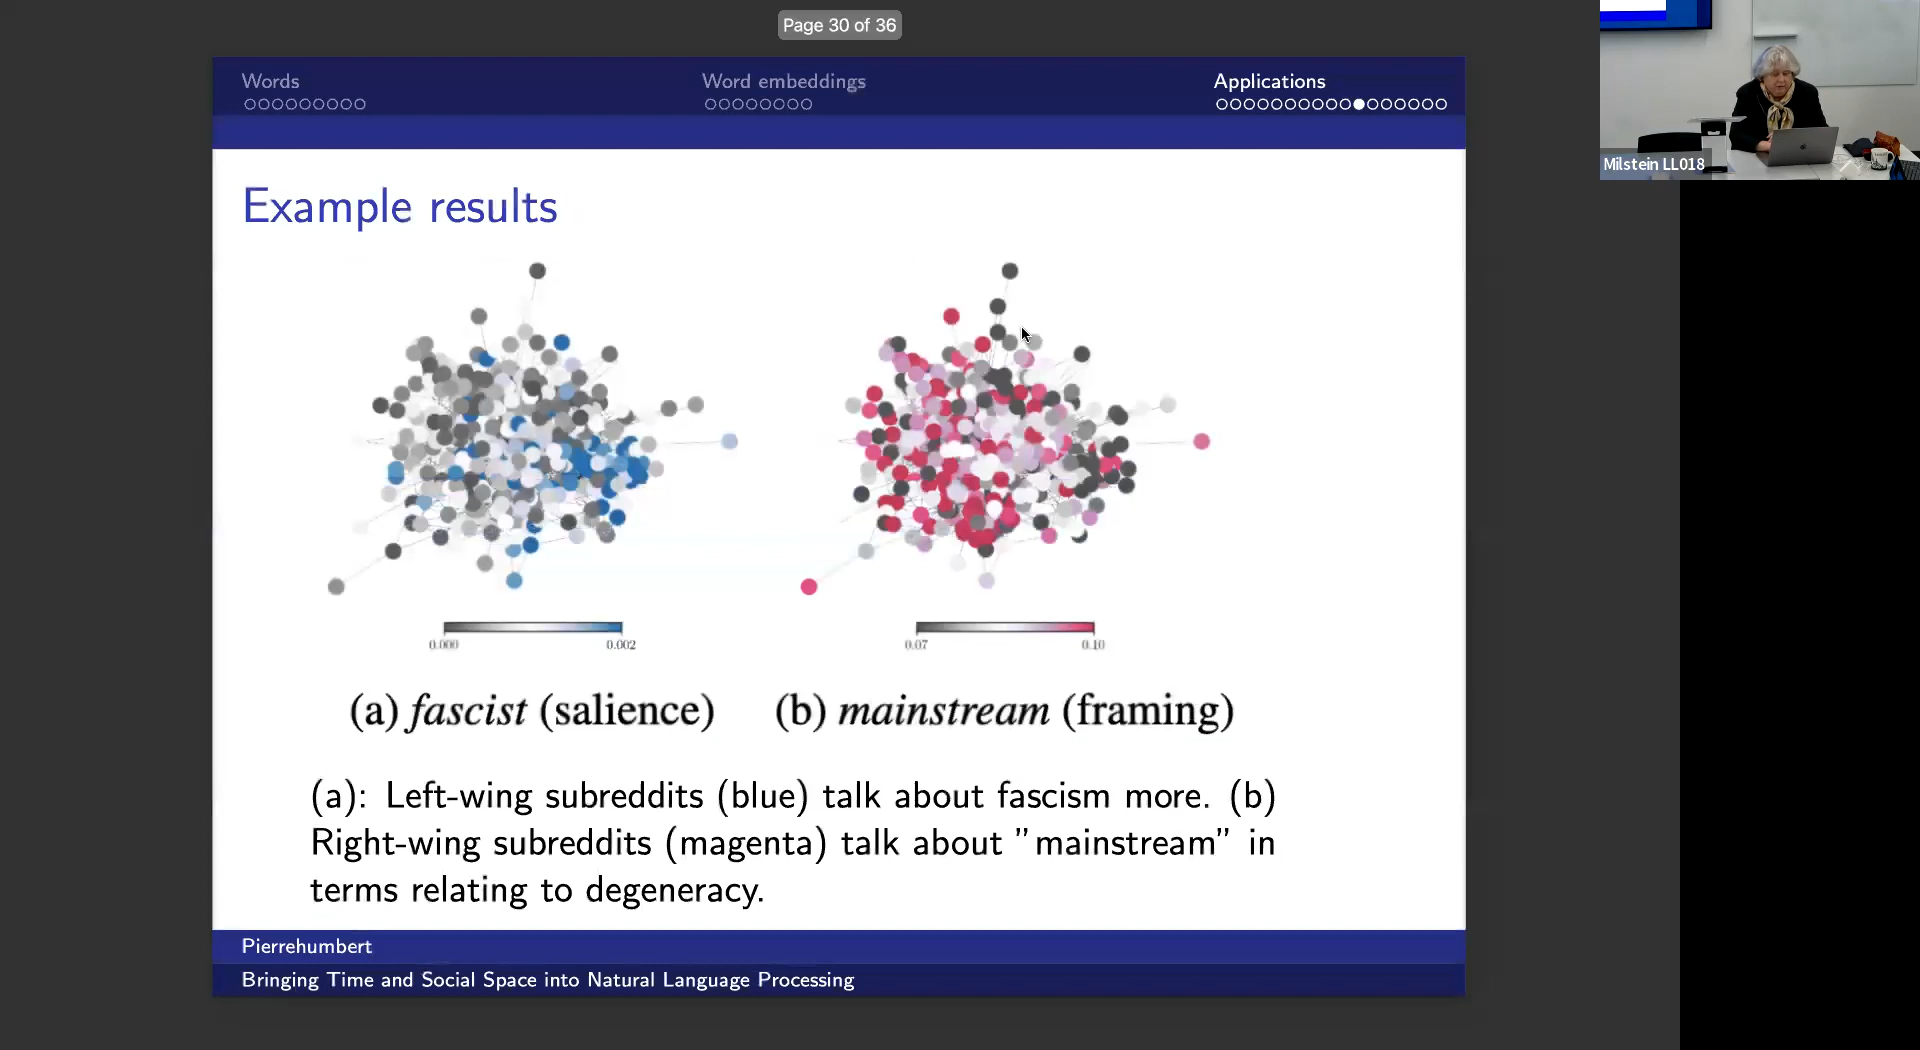 Page 30 of 36
Words
Word embeddings
Applications
Milstein LL018
Example results
0.000
0.002
0.07
0.10
(a) fascist (salience)
(b) mainstream (framing)
(a): Left-wing subreddits (blue) talk about fascism more. (b)
Right-wing subreddits (magenta) talk about ”mainstream” in
terms relating to degeneracy.
Pierrehumbert
Bringing Time and Social Space into Natural Language Processing